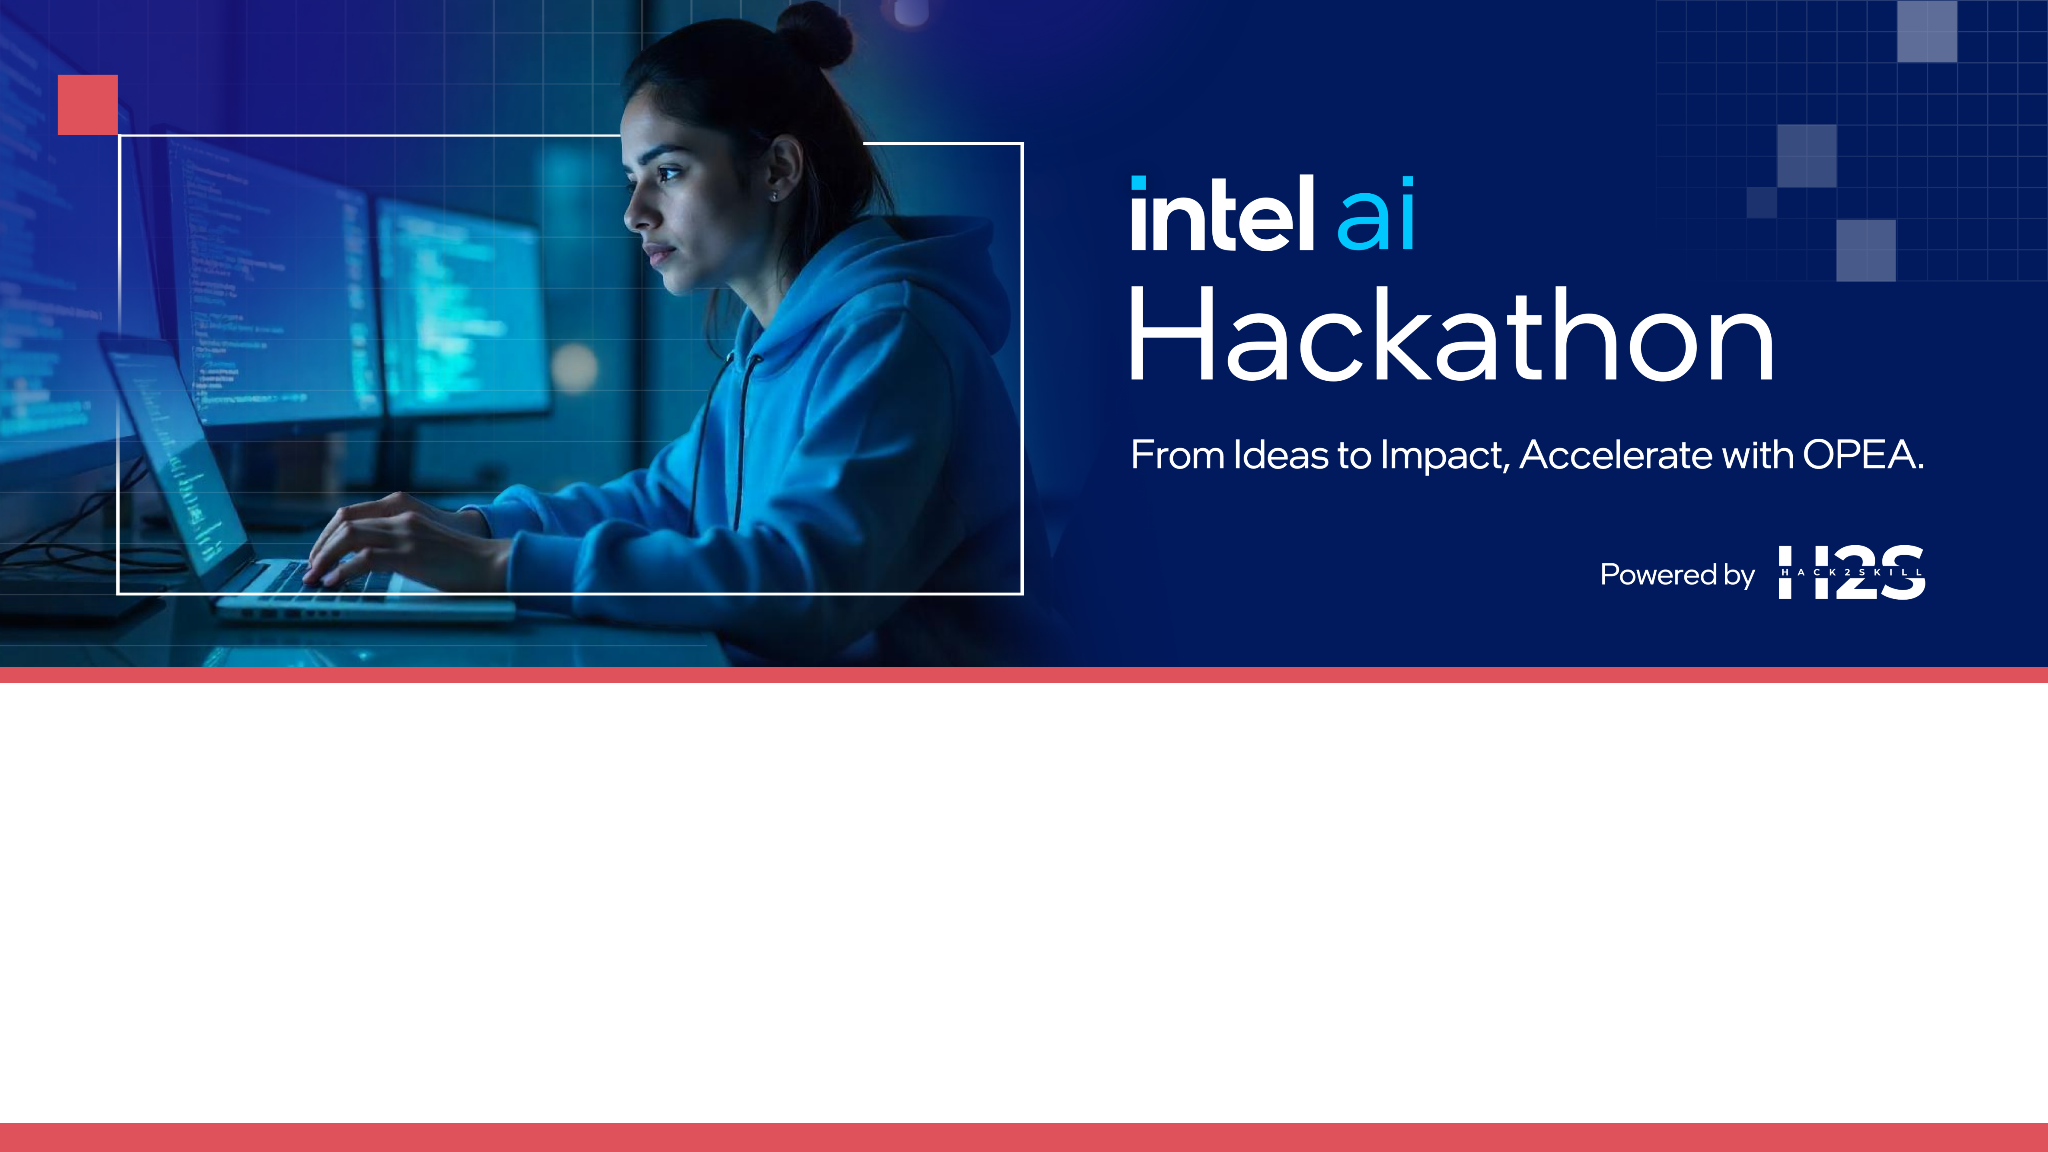 intel ai
Hackathon
From Ideas to Impact, Accelerate with OPEA.
Powered by H2S
HACK2SKILL